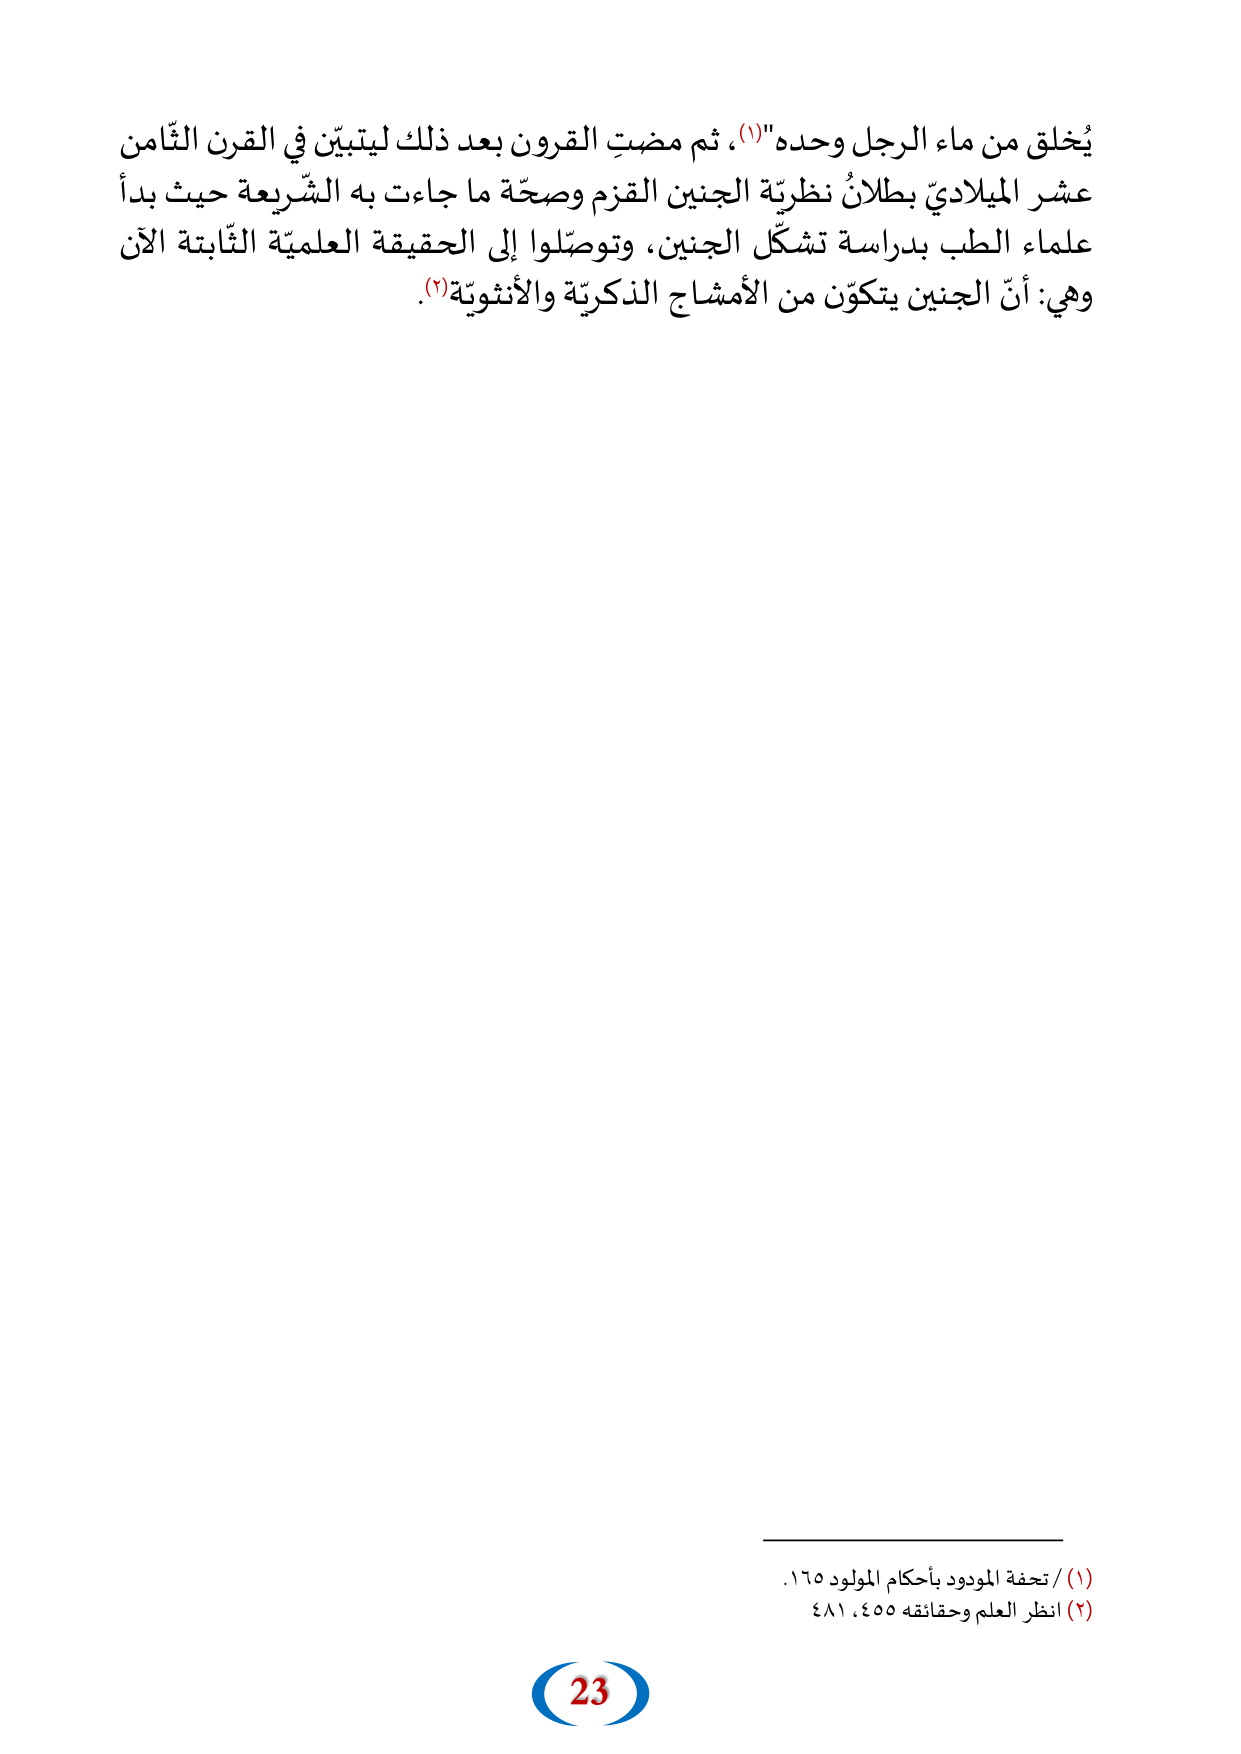 يُخلق من ماء الرجل وحده"(١)، ثم مضتِ القرون بعد ذلك ليتبيّن في القرن الثّامن
عشر الميلاديّ بطلانُ نظريّة الجنين القزم وصحّة ما جاءت به الشّريعة حيث بدأ
علماء الطب بدراسة تشكّل الجنين، وتوصّلوا إلى الحقيقة العلميّة الثّابتة الآن
وهي: أنّ الجنين يتكوّن من الأمشاج الذكريّة والأنثويّة(٢).
(١) / تحفة المودود بأحكام المولود ١٦٥.
(٢) انظر العلم وحقائقه ٤٥٥، ٤٨١
23